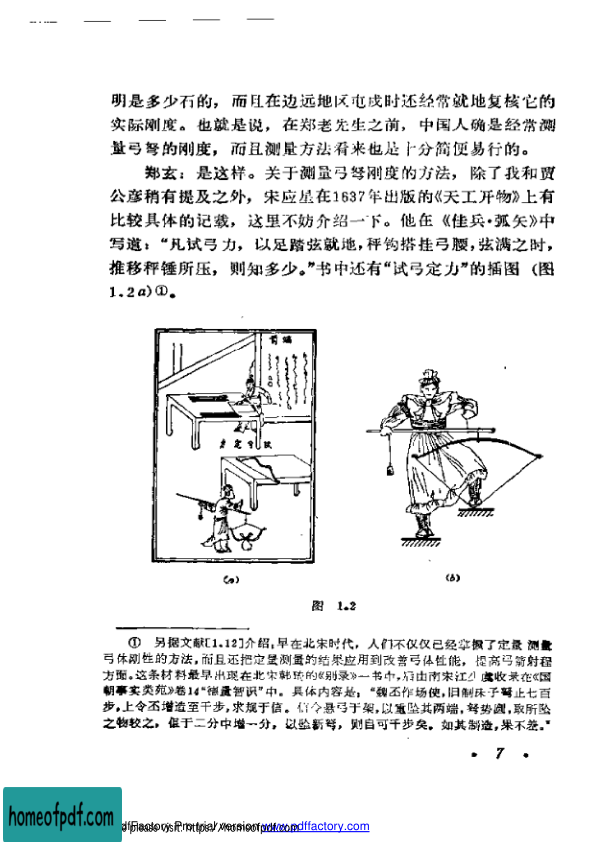 明是多少石的，而且在边远地区屯戍时还经常就地复核它的
实际刚度。也就是说，在郑老先生之前，中国人确是经常测
量弓弩的刚度，而且测量方法看来也是十分简便易行的。
郑玄：是这样。关于测量弓弩刚度的方法，除了我和贾
公彦稍有提及之外，宋应星在1637年出版的《天工开物》上有
比较具体的记载，这里不妨介绍一下。他在《佳兵·弧矢》中
写道：“凡试弓力，以足踏弦就地，秤钩搭挂弓腰，弦满之时，
推移秤锤所压，则知多少。”书中还有“试弓定力”的插图（图
1.2a）①。
端箭
力定弓试
(a)
(b)
图 1.2
① 另据文献[1.12]介绍，早在北宋时代，人们不仅仅已经掌握了定量测量
弓体刚性的方法，而且还把定量测量的结果应用到改善弓体性能，提高弓箭射程
方面。这条材料最早出现在北宋韩琦的《别录》一书中，后由南宋江少虞收录在《国
朝事实类苑》卷14“德量智识”中。具体内容是：“魏丕作场使，旧制床子弩止七百
步，上令丕增造至千步，求规于信。信令悬弓于架，以重坠其两端，弩势圆，取所坠
之物较之，但于二分中增一分，以坠新弩，则自可千步矣。如其制造，果不差。”
• 7 •
homeofpdf.com
pdfFactory Pro trial version www.pdffactory.com
please visit: https://homeofpdf.com